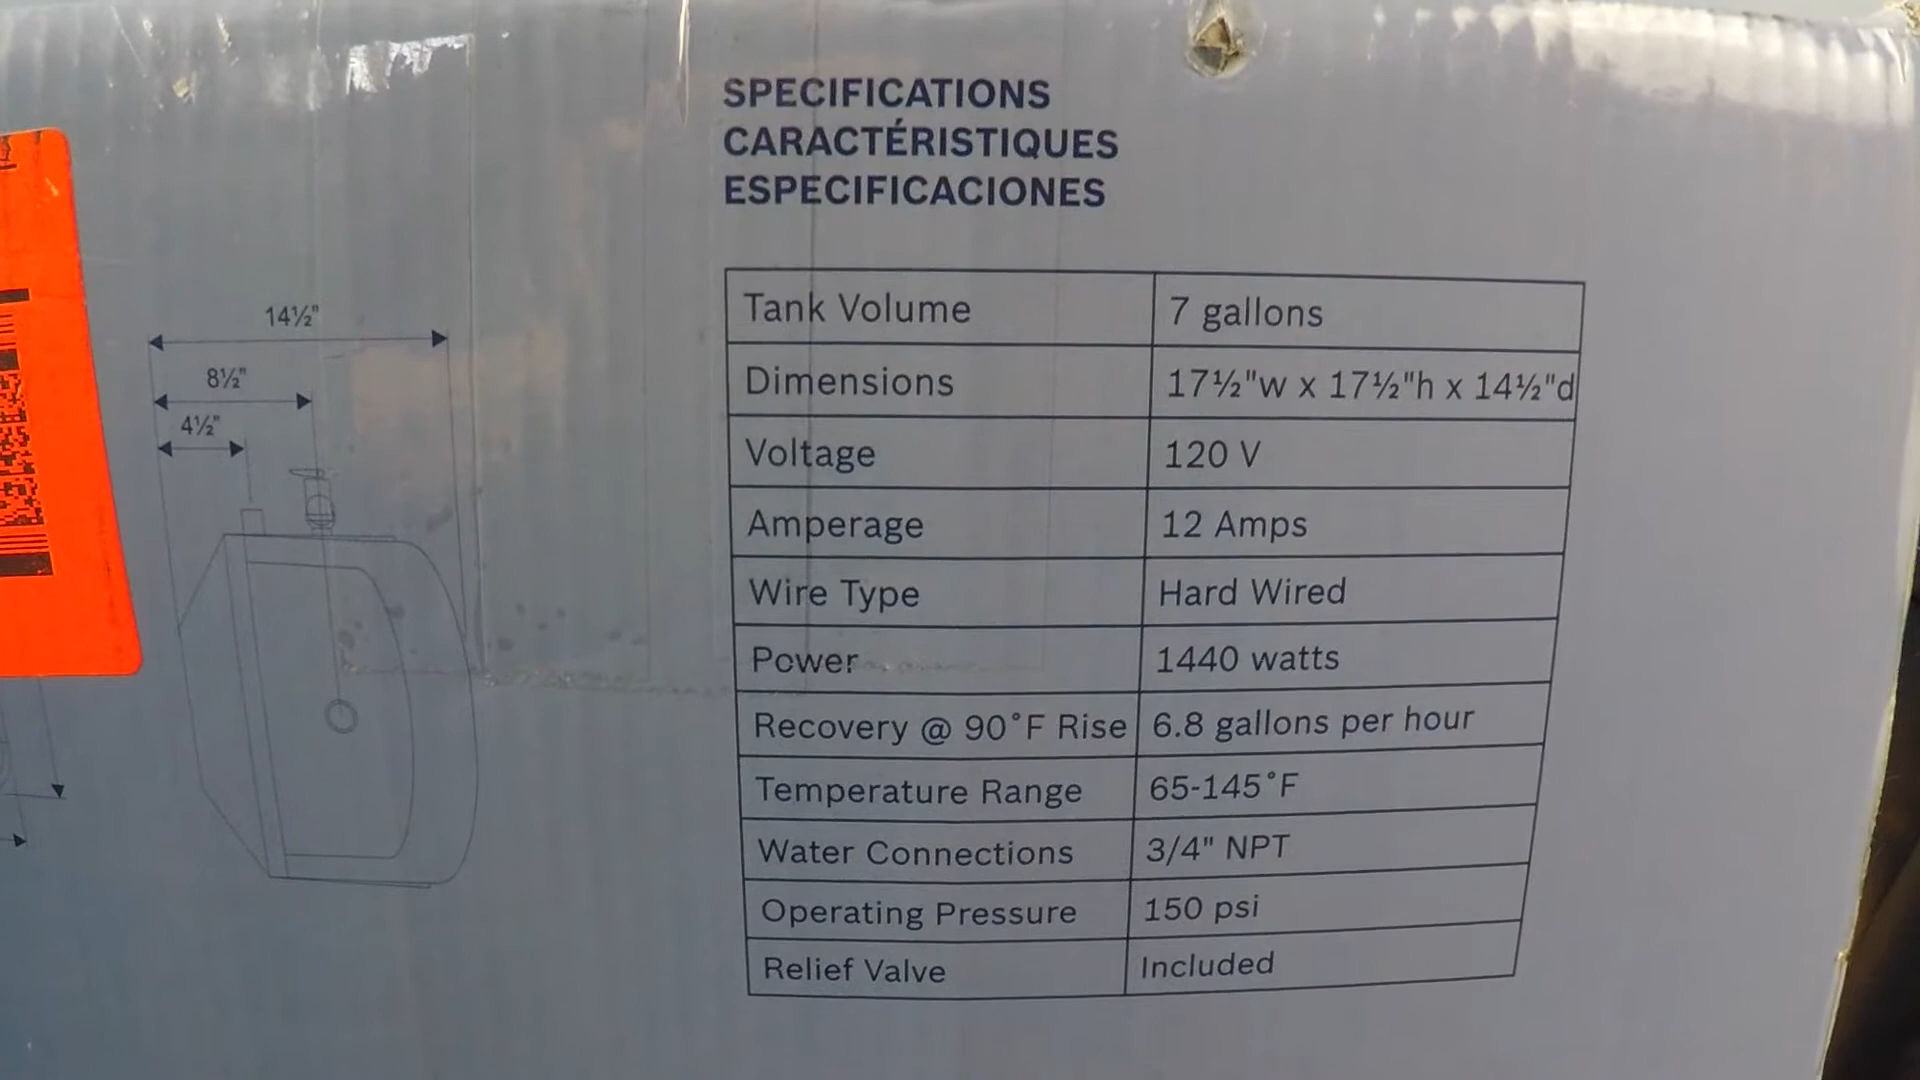 SPECIFICATIONS
CARACTÉRISTIQUES
ESPECIFICACIONES
14½"
8½"
4½"
Tank Volume 7 gallons
Dimensions 17½"w x 17½"h x 14½"d
Voltage 120 V
Amperage 12 Amps
Wire Type Hard Wired
Power 1440 watts
Recovery @ 90°F Rise 6.8 gallons per hour
Temperature Range 65-145°F
Water Connections 3/4" NPT
Operating Pressure 150 psi
Relief Valve Included